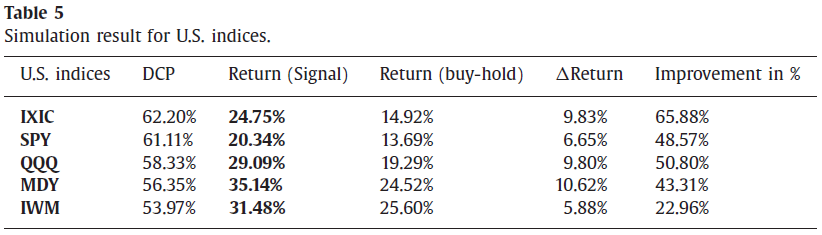 Table 5
Simulation result for U.S. indices.
U.S. indices DCP Return (Signal) Return (buy-hold) ΔReturn Improvement in %
IXIC 62.20% 24.75% 14.92% 9.83% 65.88%
SPY 61.11% 20.34% 13.69% 6.65% 48.57%
QQQ 58.33% 29.09% 19.29% 9.80% 50.80%
MDY 56.35% 35.14% 24.52% 10.62% 43.31%
IWM 53.97% 31.48% 25.60% 5.88% 22.96%